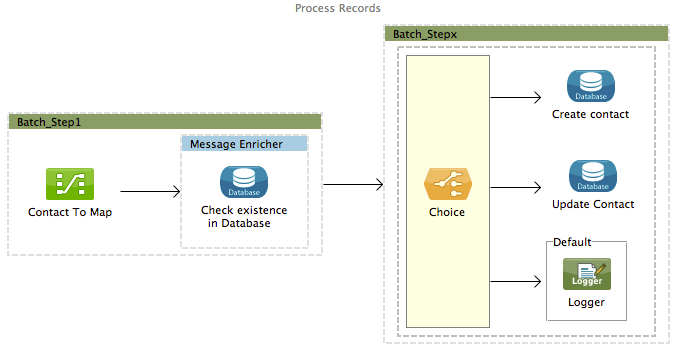 Process Records
Batch_Step1
Message Enricher
Contact To Map
Database
Check existence
in Database
Batch_Stepx
Choice
Database
Create contact
Database
Update Contact
Default
Logger
Logger